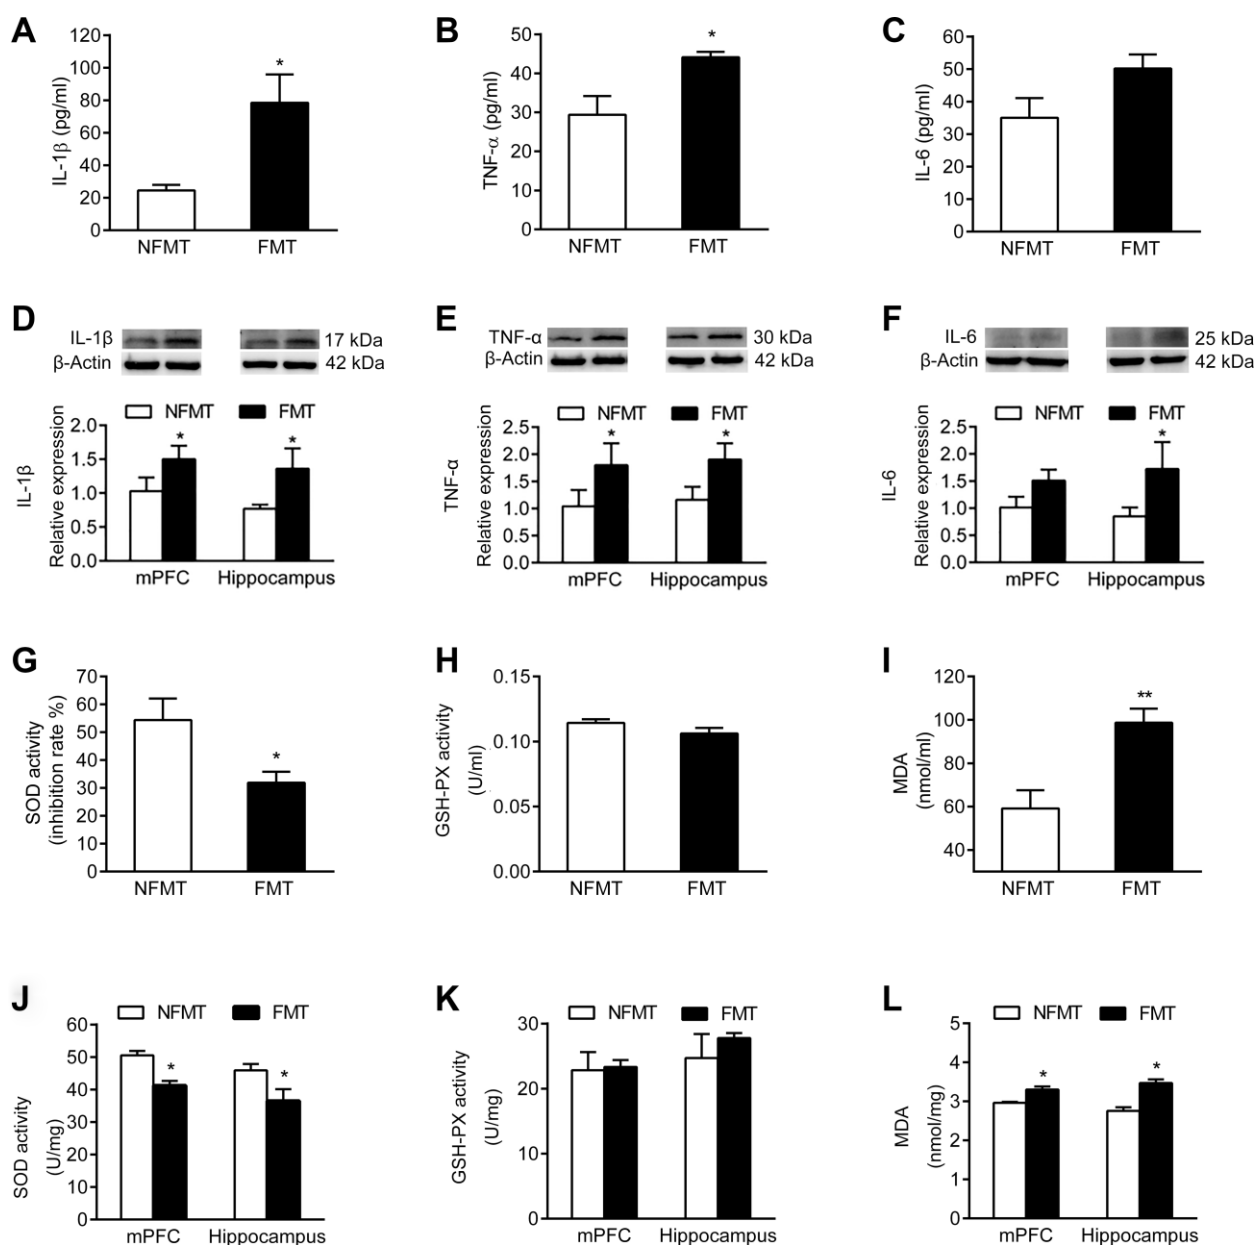 A
IL-1β (pg/ml)
120
100
80
60
40
20
0
*
NFMT FMT
B
TNF-α (pg/ml)
50
40
30
20
10
0
*
NFMT FMT
C
IL-6 (pg/ml)
60
50
40
30
20
10
0
NFMT FMT
D
IL-1β 17 kDa
β-Actin 42 kDa
NFMT FMT
IL-1β
Relative expression
2.0
1.5
1.0
0.5
0.0
* *
mPFC Hippocampus
E
TNF-α 30 kDa
β-Actin 42 kDa
NFMT FMT
TNF-α
Relative expression
2.5
2.0
1.5
1.0
0.5
0.0
* *
mPFC Hippocampus
F
IL-6 25 kDa
β-Actin 42 kDa
NFMT FMT
IL-6
Relative expression
2.5
2.0
1.5
1.0
0.5
0.0
*
mPFC Hippocampus
G
SOD activity
(inhibition rate %)
70
60
50
40
30
20
10
0
*
NFMT FMT
H
GSH-PX activity
(U/ml)
0.15
0.10
0.05
0.00
NFMT FMT
I
MDA
(nmol/ml)
120
100
80
60
40
**
NFMT FMT
J
NFMT FMT
SOD activity
(U/mg)
60
50
40
30
20
10
0
* *
mPFC Hippocampus
K
NFMT FMT
GSH-PX activity
(U/mg)
30
20
10
0
mPFC Hippocampus
L
NFMT FMT
MDA
(nmol/mg)
5
4
3
2
1
0
* *
mPFC Hippocampus